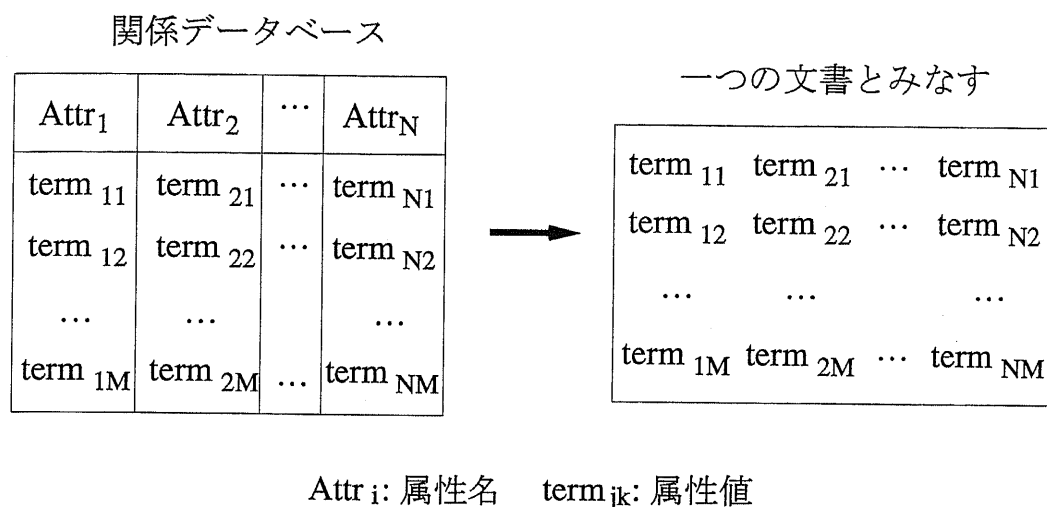 関係データベース
一つの文書とみなす
Attr1 Attr2 … AttrN
term 11 term 21 … term N1
term 12 term 22 … term N2
… … …
term 1M term 2M … term NM
term 11 term 21 … term N1
term 12 term 22 … term N2
… … …
term 1M term 2M … term NM
Attr i: 属性名 term jk: 属性値